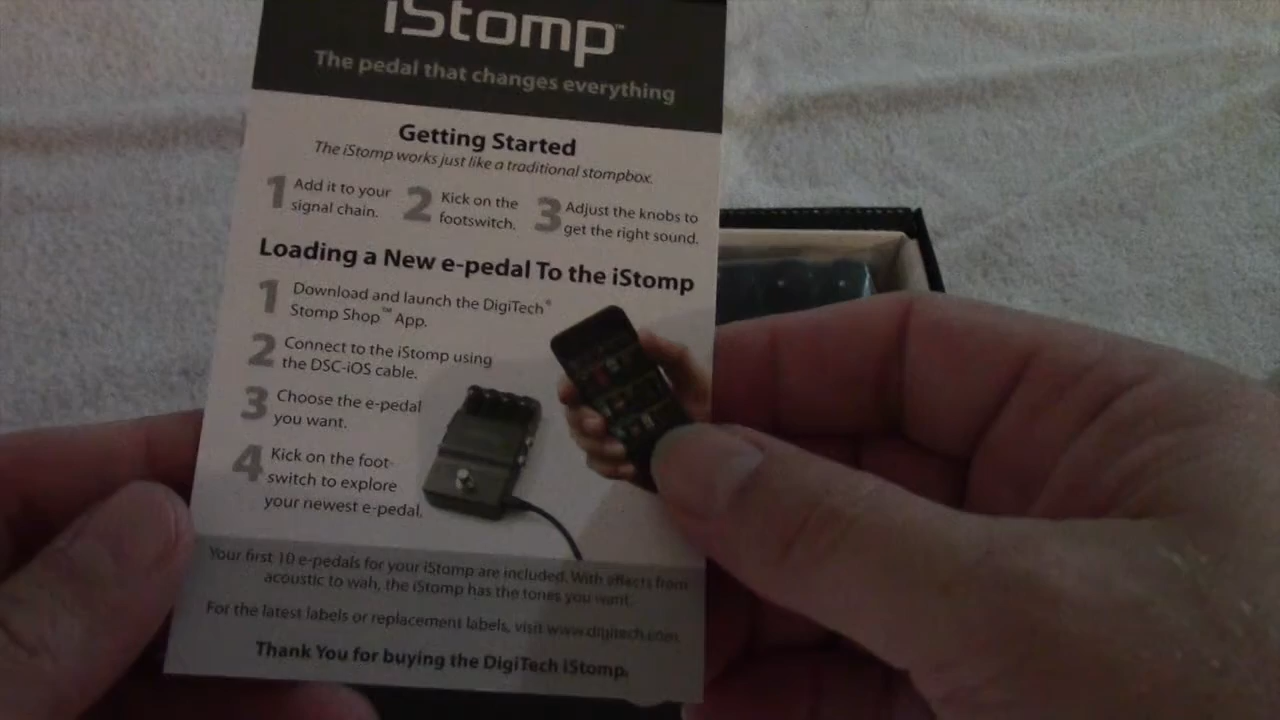 iStomp™
The pedal that changes everything
Getting Started
The iStomp works just like a traditional stompbox.
1 Add it to your
signal chain.
2 Kick on the
footswitch.
3 Adjust the knobs to
get the right sound.
Loading a New e-pedal To the iStomp
1 Download and launch the DigiTech®
Stomp Shop™ App.
2 Connect to the iStomp using
the DSC-iOS cable.
3 Choose the e-pedal
you want.
4 Kick on the foot-
switch to explore
your newest e-pedal.
Your first 10 e-pedals for your iStomp are included. With effects from
acoustic to wah, the iStomp has the tones you want.
For the latest labels or replacement labels, visit www.digitech.com.
Thank You for buying the DigiTech iStomp.